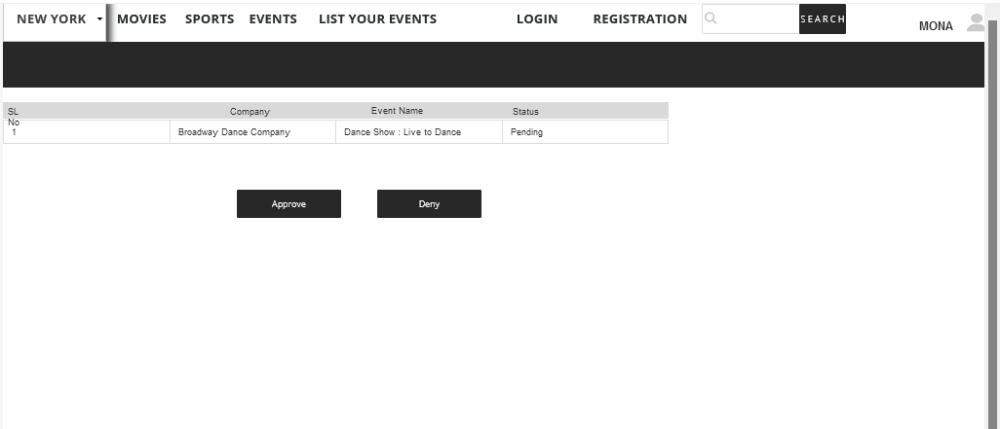 NEW YORK MOVIES SPORTS EVENTS LIST YOUR EVENTS LOGIN REGISTRATION SEARCH MONA
SL No Company Event Name Status
1 Broadway Dance Company Dance Show : Live to Dance Pending
Approve Deny